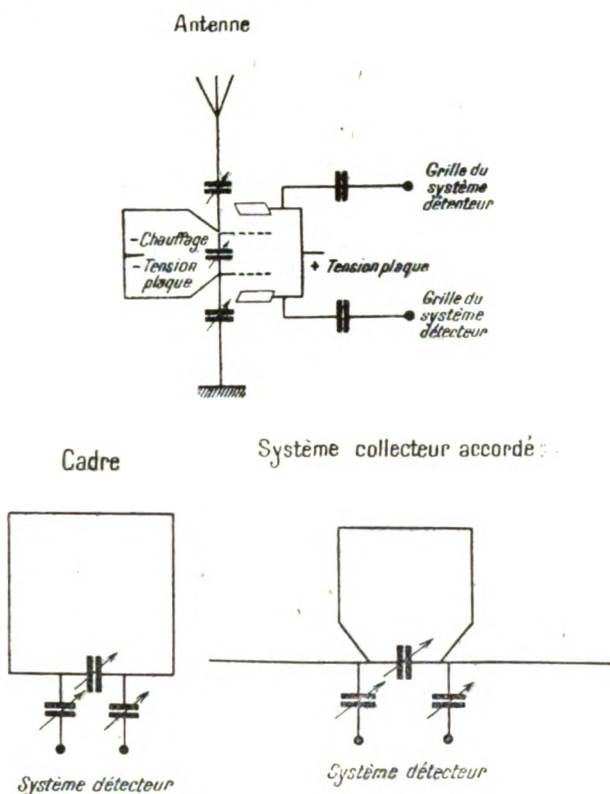 Antenne
Grille du
système
détenteur
– Chauffage
– Tension
plaque
+ Tension plaque
Grille du
système
détecteur
Cadre
Système collecteur accordé
Système détecteur
Système détecteur